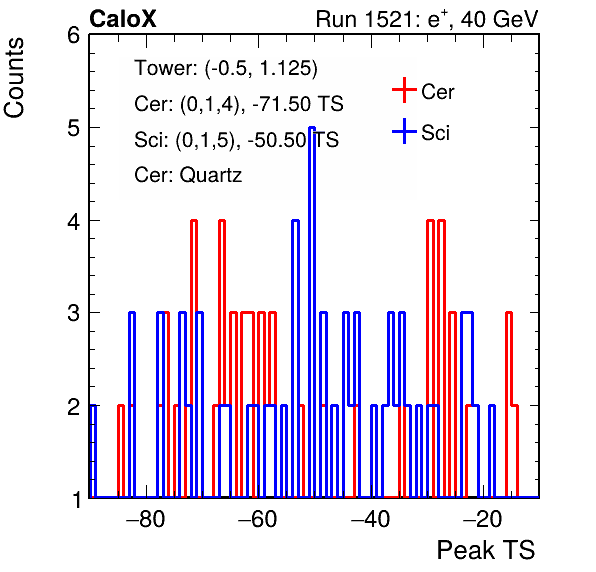 CaloX Run 1521: e⁺, 40 GeV
Counts
6
Tower: (-0.5, 1.125)
Cer: (0,1,4), -71.50 TS
Sci: (0,1,5), -50.50 TS
Cer: Quartz
Cer
Sci
5
4
3
2
1
−80 −60 −40 −20
Peak TS